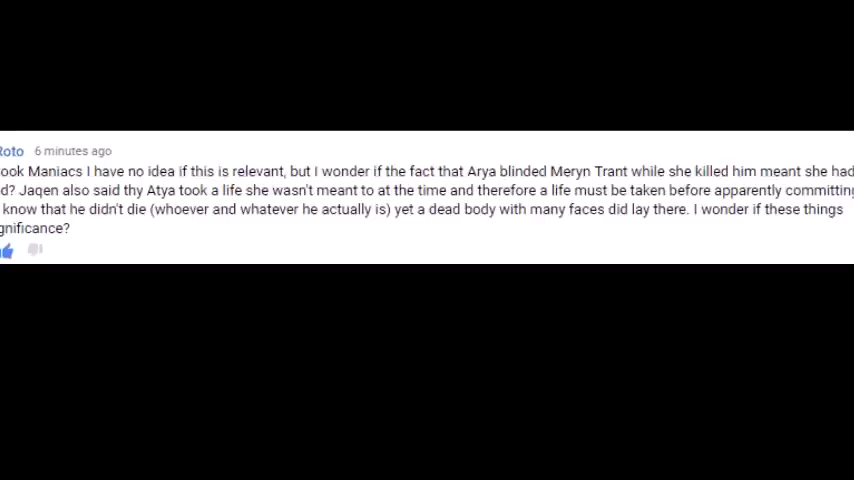 Roto 6 minutes ago
ook Maniacs I have no idea if this is relevant, but I wonder if the fact that Arya blinded Meryn Trant while she killed him meant she had
d? Jaqen also said thy Atya took a life she wasn't meant to at the time and therefore a life must be taken before apparently committing
know that he didn't die (whoever and whatever he actually is) yet a dead body with many faces did lay there. I wonder if these things
gnificance?